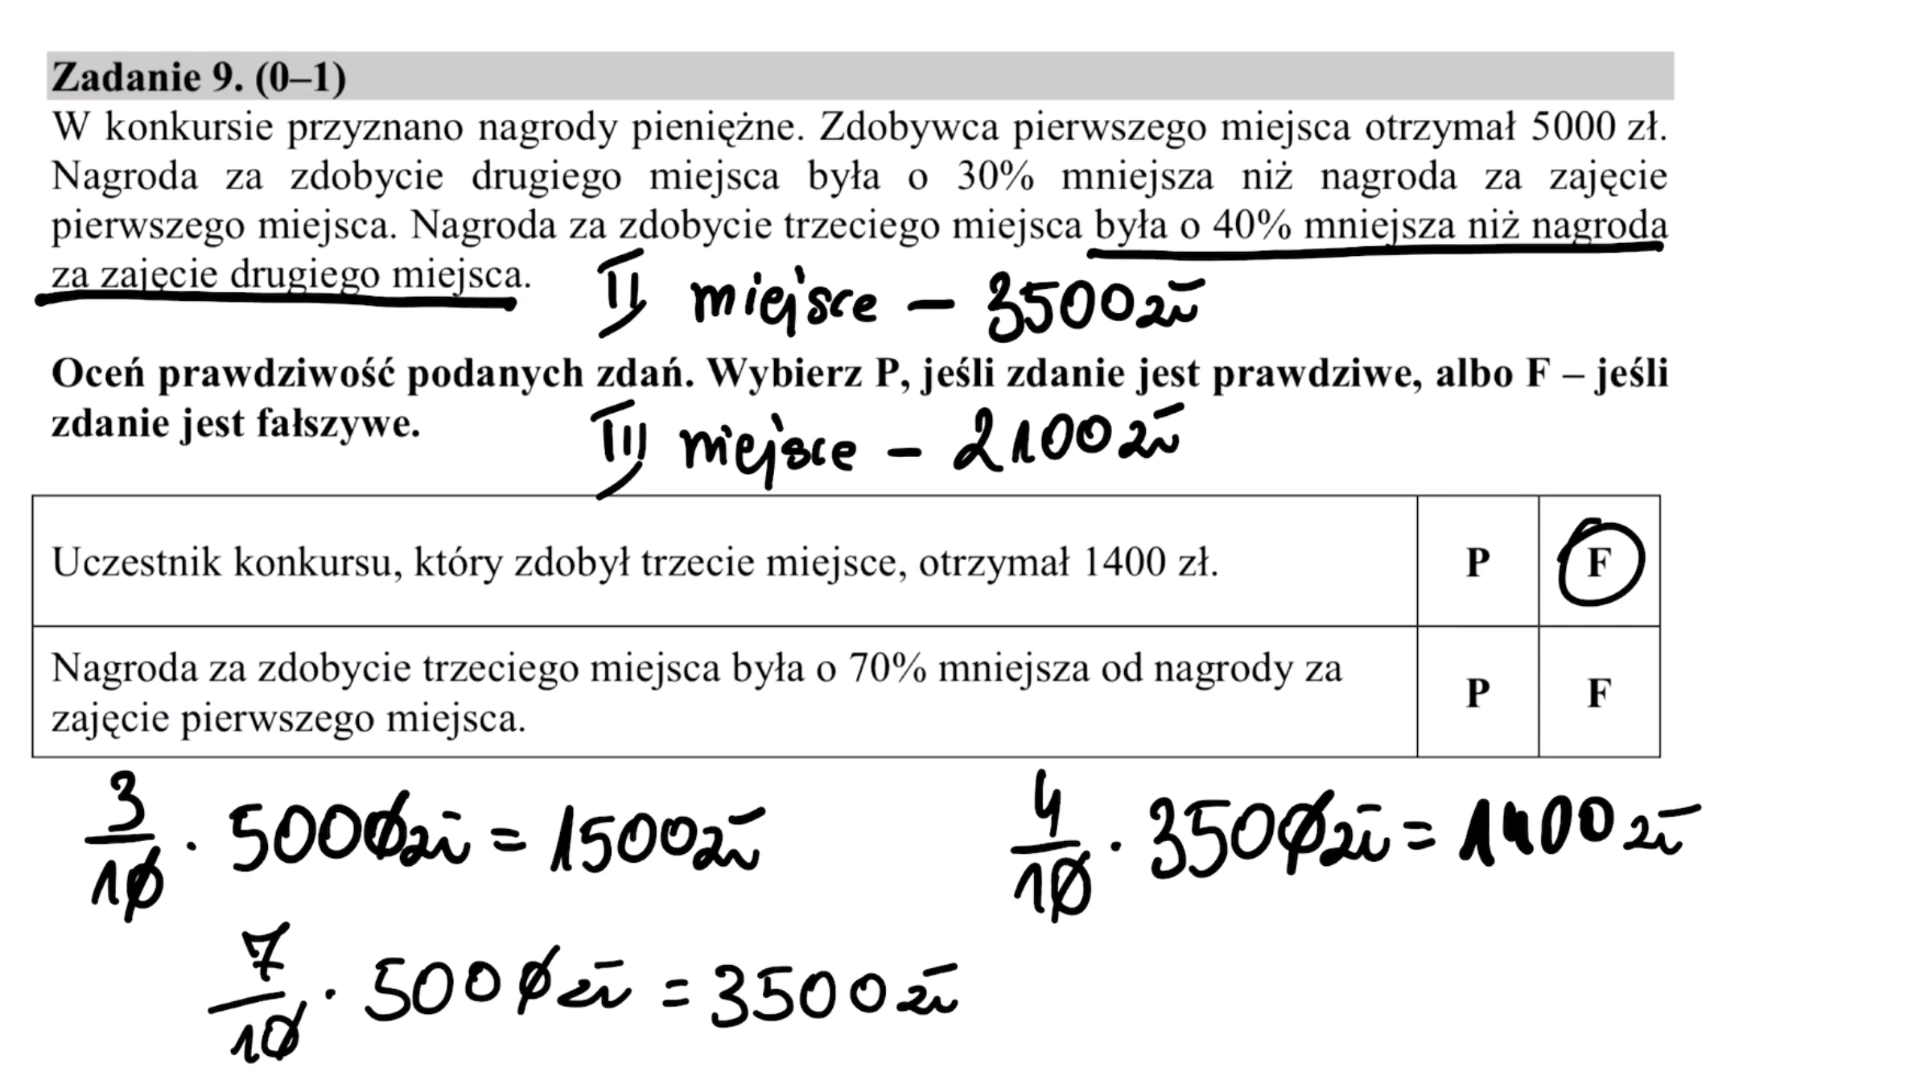 Zadanie 9. (0–1)
W konkursie przyznano nagrody pieniężne. Zdobywca pierwszego miejsca otrzymał 5000 zł.
Nagroda za zdobycie drugiego miejsca była o 30% mniejsza niż nagroda za zajęcie
pierwszego miejsca. Nagroda za zdobycie trzeciego miejsca była o 40% mniejsza niż nagroda
za zajęcie drugiego miejsca.
II miejsce – 3500 zł
Oceń prawdziwość podanych zdań. Wybierz P, jeśli zdanie jest prawdziwe, albo F – jeśli
zdanie jest fałszywe.
III miejsce – 2100 zł
Uczestnik konkursu, który zdobył trzecie miejsce, otrzymał 1400 zł. P F
Nagroda za zdobycie trzeciego miejsca była o 70% mniejsza od nagrody za
zajęcie pierwszego miejsca. P F
3/10 · 5000 zł = 1500 zł
4/10 · 3500 zł = 1400 zł
7/10 · 5000 zł = 3500 zł